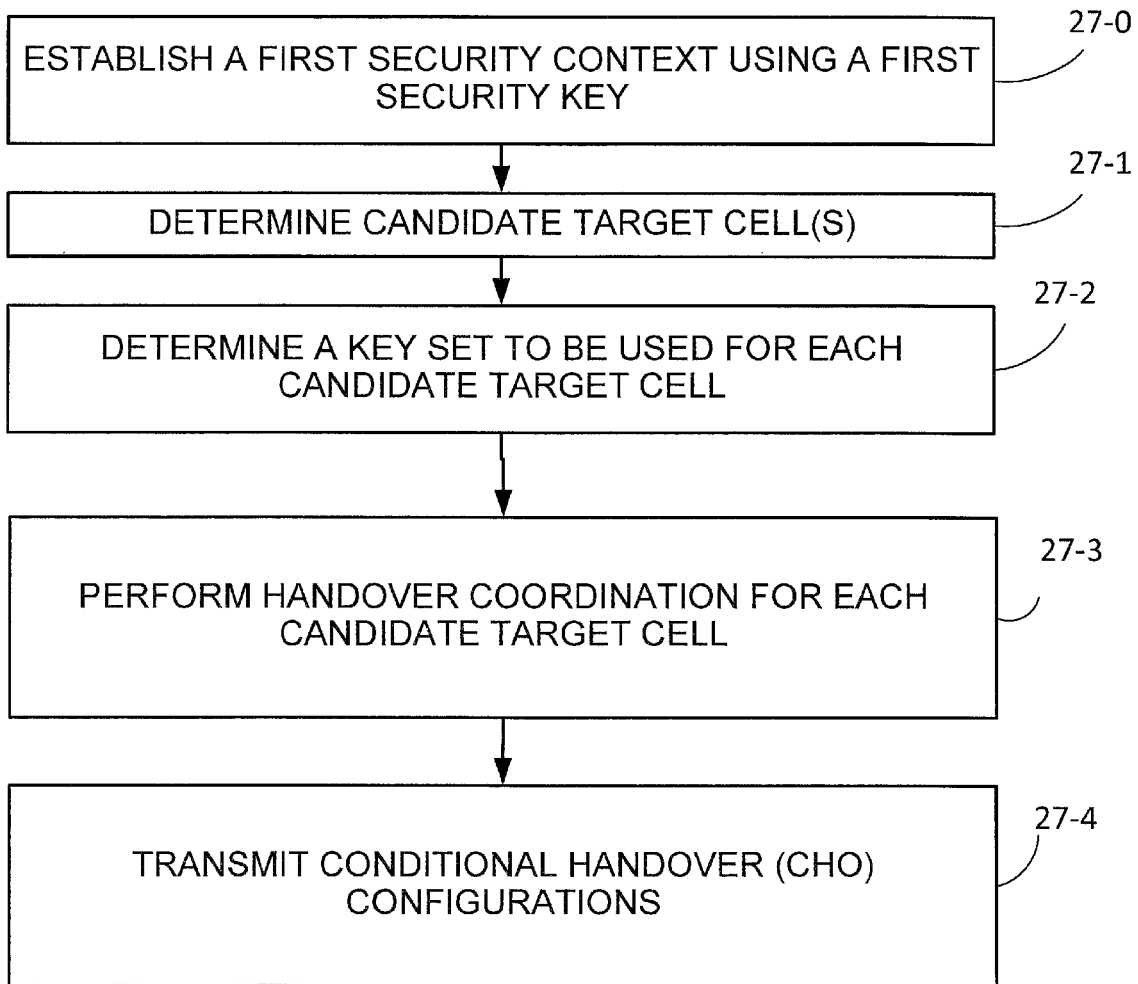 27-0
ESTABLISH A FIRST SECURITY CONTEXT USING A FIRST
SECURITY KEY
27-1
DETERMINE CANDIDATE TARGET CELL(S)
27-2
DETERMINE A KEY SET TO BE USED FOR EACH
CANDIDATE TARGET CELL
27-3
PERFORM HANDOVER COORDINATION FOR EACH
CANDIDATE TARGET CELL
27-4
TRANSMIT CONDITIONAL HANDOVER (CHO)
CONFIGURATIONS